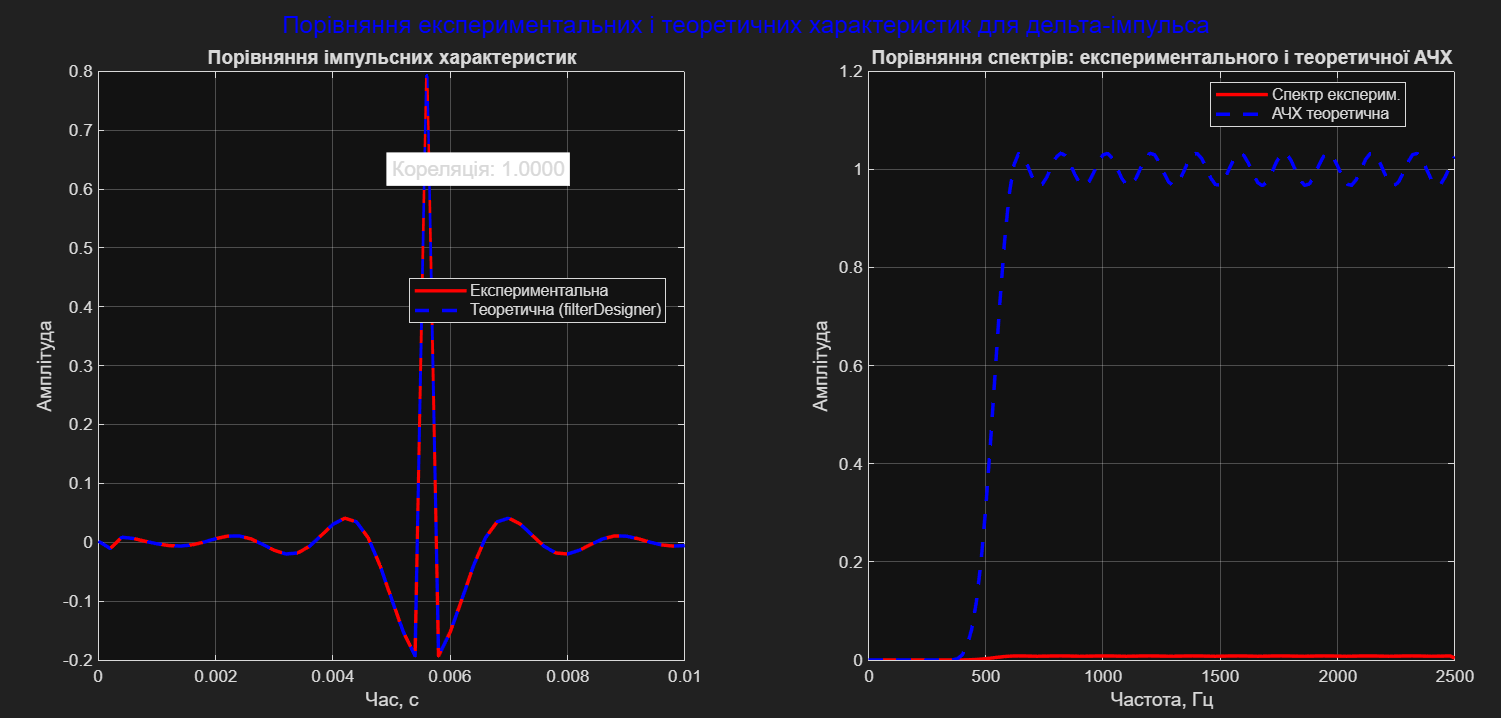 Порівняння експериментальних і теоретичних характеристик для дельта-імпульса
Порівняння імпульсних характеристик
0.8
0.7
0.6
0.5
0.4
0.3
0.2
0.1
0
-0.1
-0.2
Амплітуда
Кореляція: 1.0000
Експериментальна
Теоретична (filterDesigner)
0 0.002 0.004 0.006 0.008 0.01
Час, с
Порівняння спектрів: експериментального і теоретичної АЧХ
1.2
1
0.8
0.6
0.4
0.2
0
Амплітуда
Спектр експерим.
АЧХ теоретична
0 500 1000 1500 2000 2500
Частота, Гц